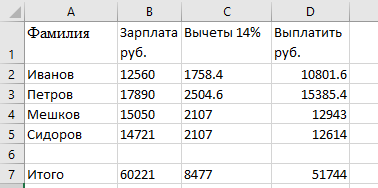 A B C D
1 Фамилия Зарплата руб. Вычеты 14% Выплатить руб.
2 Иванов 12560 1758.4 10801.6
3 Петров 17890 2504.6 15385.4
4 Мешков 15050 2107 12943
5 Сидоров 14721 2107 12614
6
7 Итого 60221 8477 51744